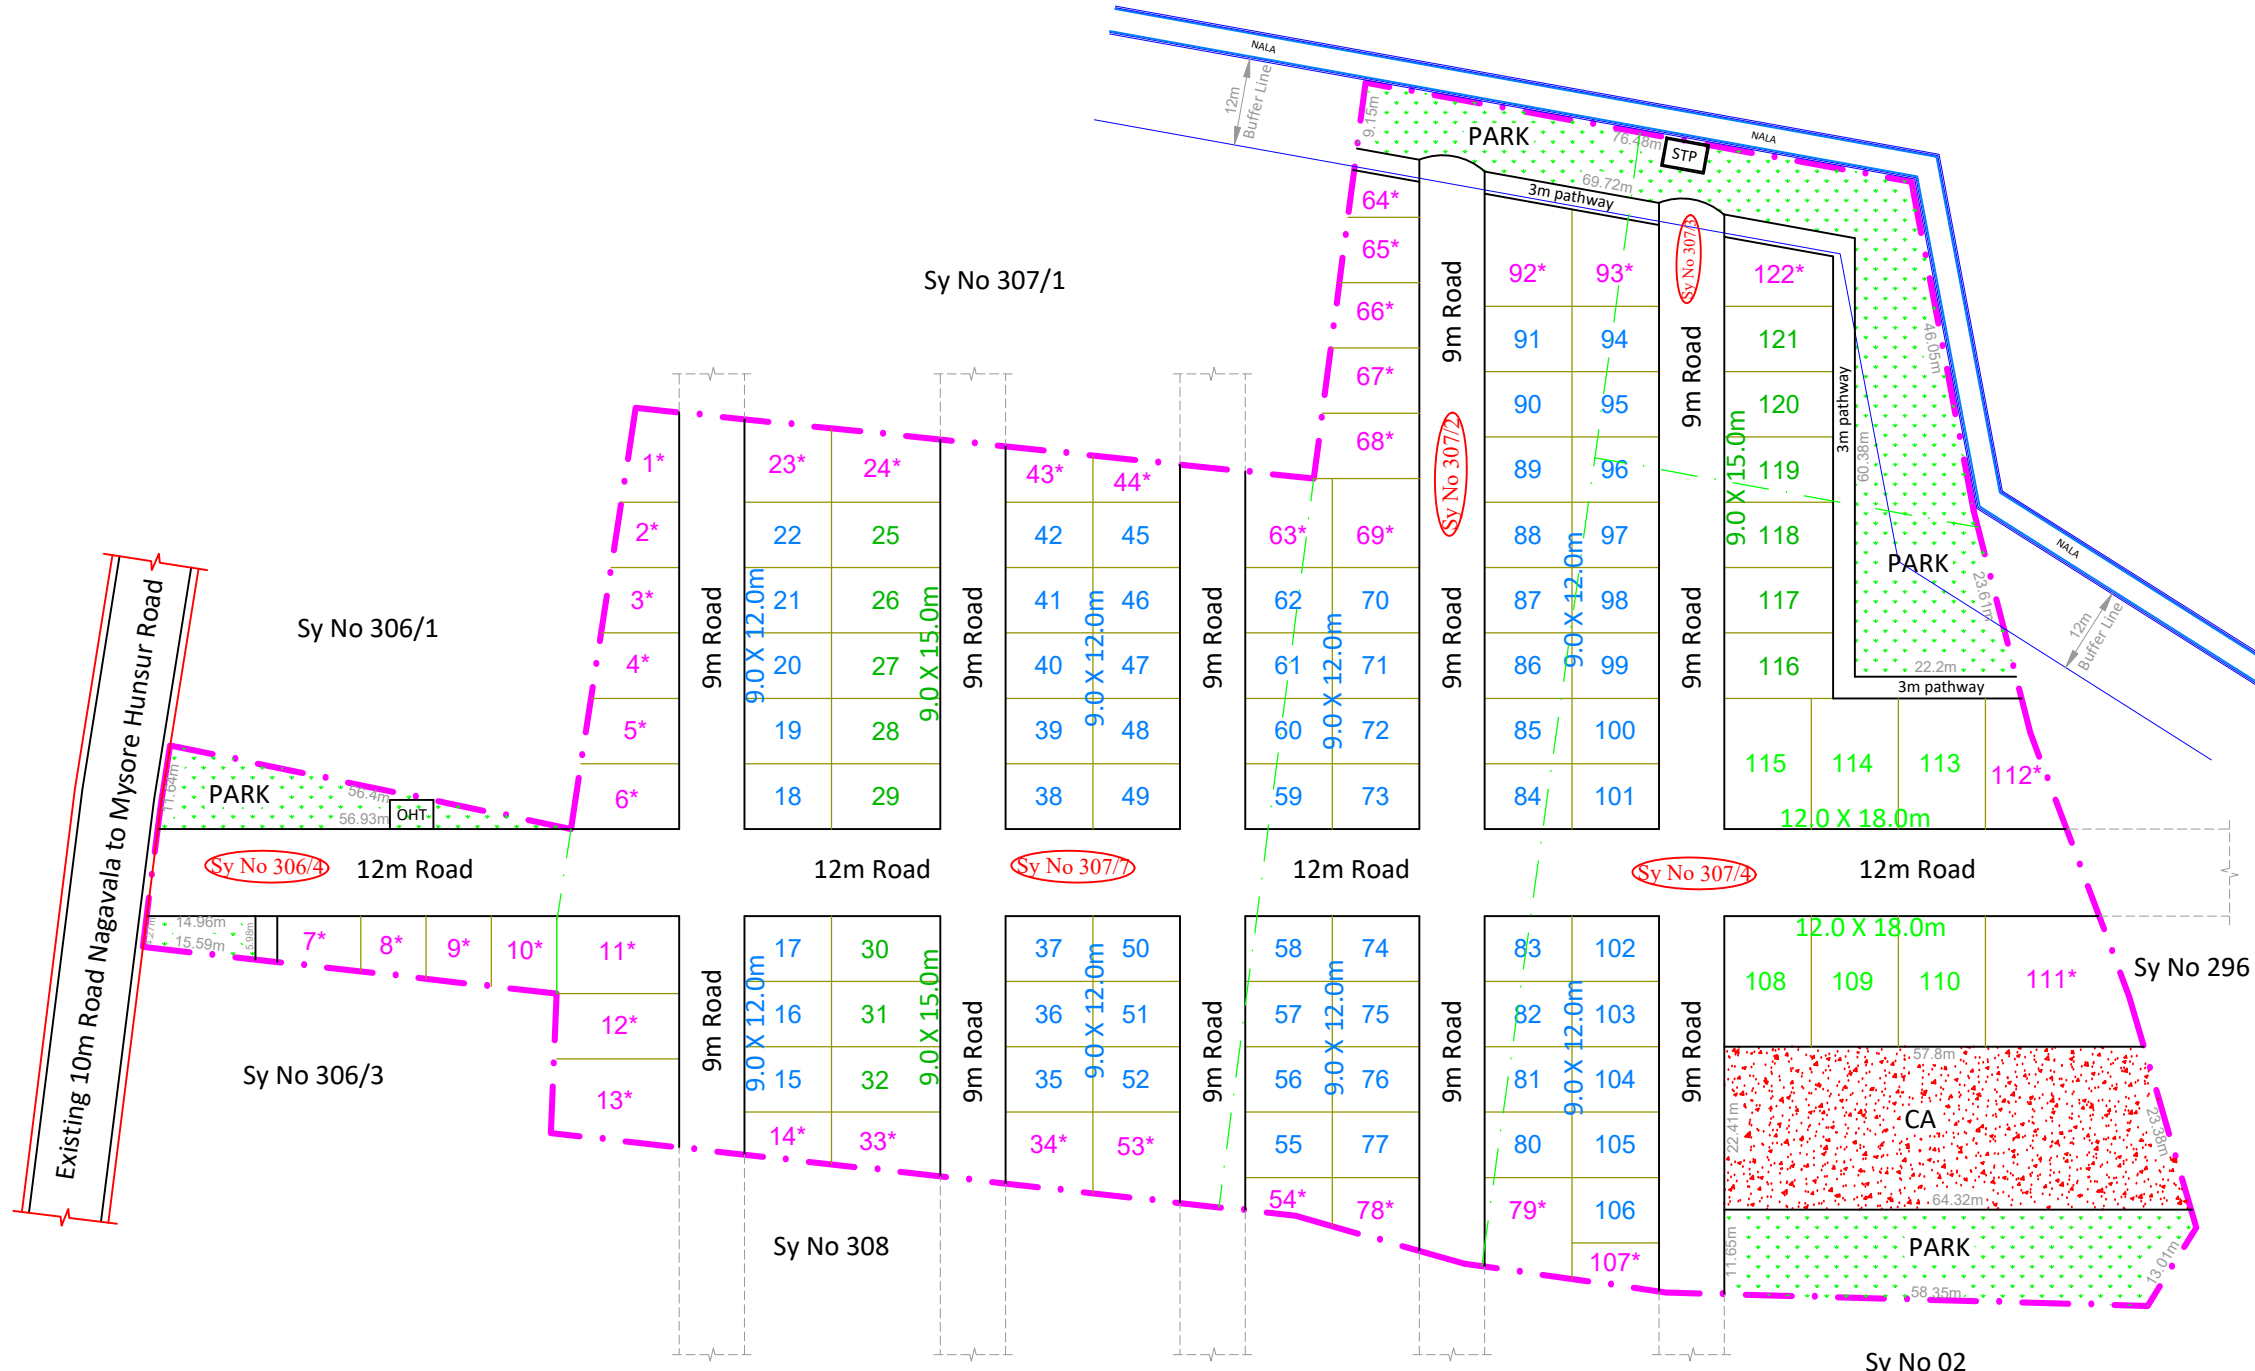 NALA
12m
Buffer Line
9.15m
PARK
76.48m
STP
NALA
69.72m
3m pathway
64*
65*
66*
67*
68*
9m Road
Sy No 307/2
92*
93*
91
94
90
95
89
96
88
97
87
98
86
99
85
100
84
101
9.0 X 12.0m
Sy No 307/3
9m Road
9m Road
122*
121
120
119
118
117
116
9.0 X 15.0m
3m pathway
60.38m
46.05m
PARK
23.61m
22.2m
3m pathway
NALA
12m
Buffer Line
115
114
113
112*
12.0 X 18.0m
Sy No 307/1
Sy No 306/1
1*
2*
3*
4*
5*
6*
9m Road
23*
24*
22
25
21
26
20
27
19
28
18
29
9.0 X 12.0m
9.0 X 15.0m
9m Road
43*
44*
42
45
41
46
40
47
39
48
38
49
9.0 X 12.0m
9m Road
63*
69*
62
70
61
71
60
72
59
73
9.0 X 12.0m
9m Road
Existing 10m Road Nagavala to Mysore Hunsur Road
11.64m
PARK
56.4m
56.93m
OHT
Sy No 306/4
12m Road
12m Road
Sy No 307/7
12m Road
Sy No 307/4
12m Road
4.27m
14.96m
15.59m
5.98m
7*
8*
9*
10*
11*
12*
13*
Sy No 306/3
9m Road
17
30
16
31
15
32
14*
33*
9.0 X 12.0m
9.0 X 15.0m
9m Road
37
50
36
51
35
52
34*
53*
9.0 X 12.0m
9m Road
58
74
57
75
56
76
55
77
54*
78*
9.0 X 12.0m
9m Road
83
102
82
103
81
104
80
105
79*
106
107*
9.0 X 12.0m
9m Road
12.0 X 18.0m
108
109
110
111*
Sy No 296
57.8m
22.41m
CA
23.38m
64.32m
11.65m
PARK
13.01m
58.35m
Sy No 308
Sy No 02